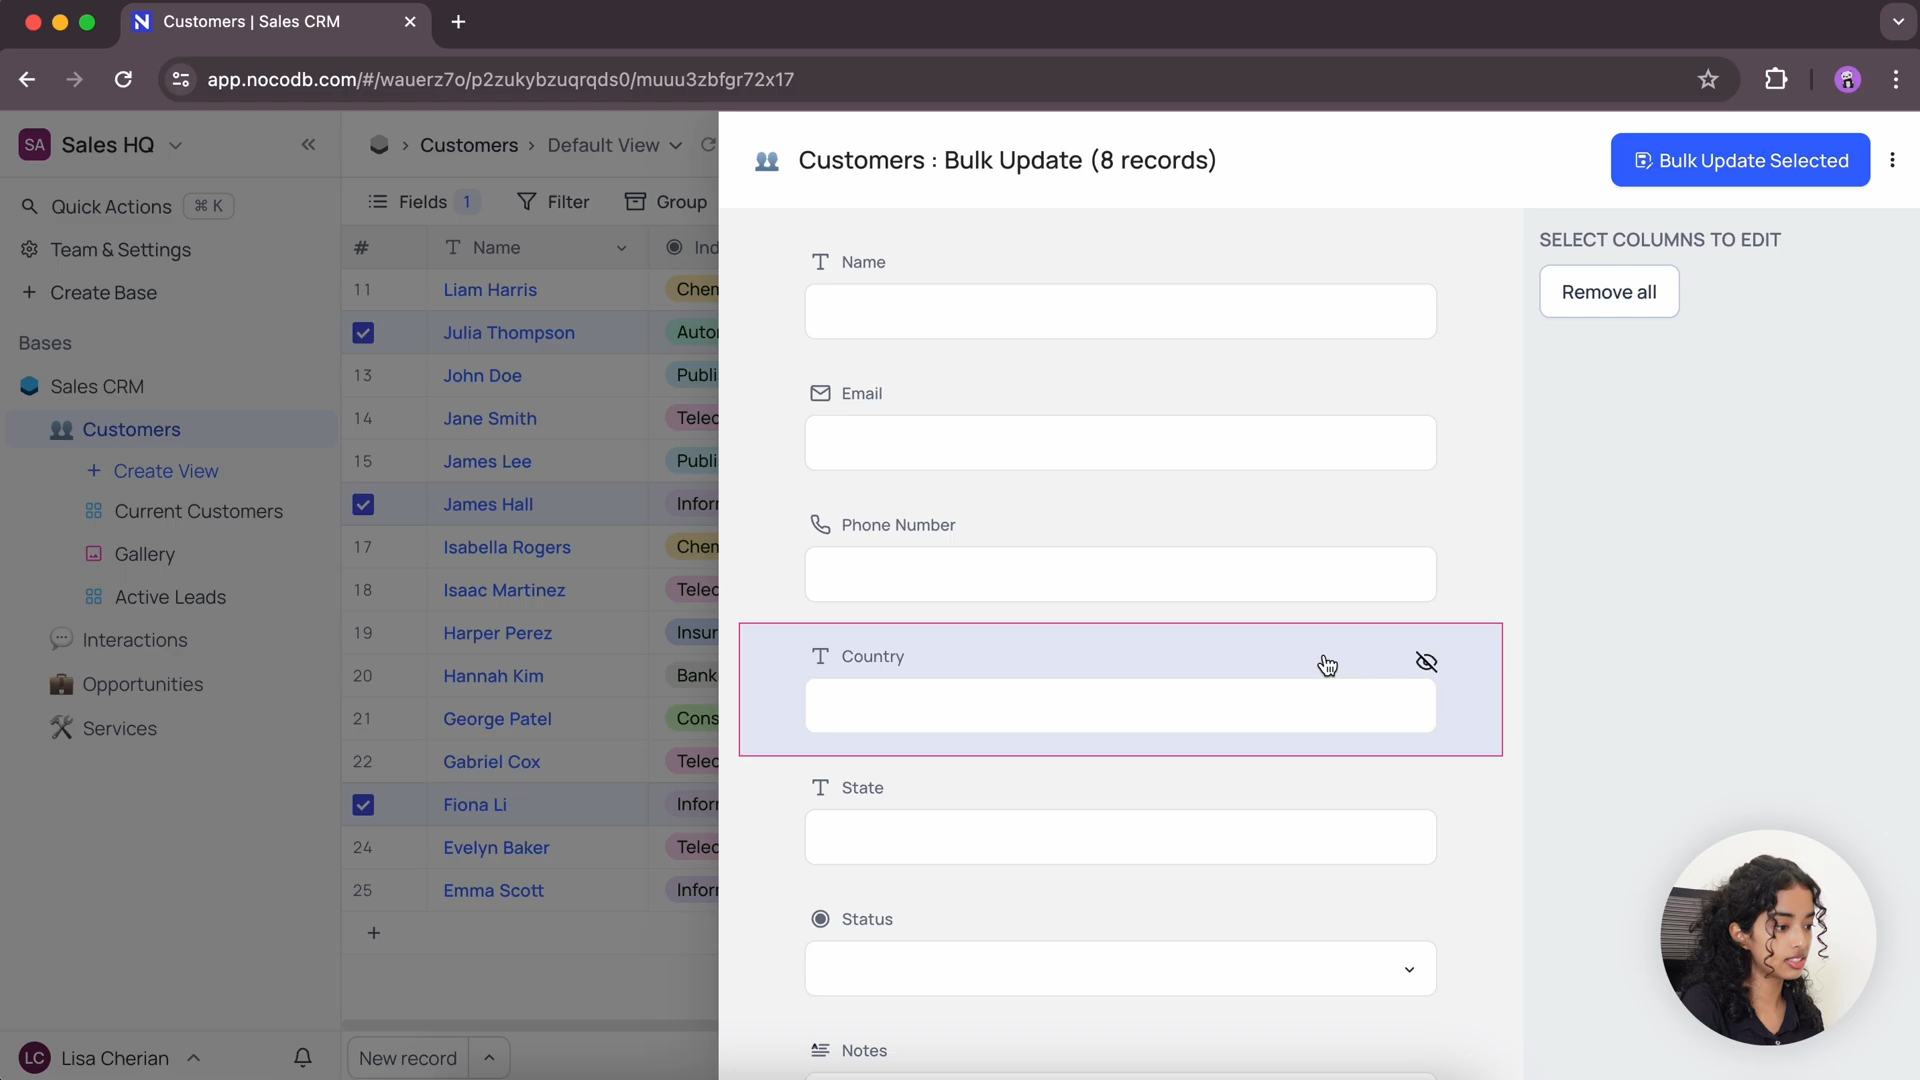 Customers | Sales CRM
app.nocodb.com/#/wauerz7o/p2zukybzuqrqds0/muuu3zbfgr72x17
SA Sales HQ
Quick Actions ⌘ K
Team & Settings
+ Create Base
Bases
Sales CRM
Customers
+ Create View
Current Customers
Gallery
Active Leads
Interactions
Opportunities
Services
LC Lisa Cherian
Customers > Default View
Fields 1 Filter Group
# Name Ind
11 Liam Harris Chem
Julia Thompson Autor
13 John Doe Publi
14 Jane Smith Telec
15 James Lee Publi
James Hall Inforr
17 Isabella Rogers Chem
18 Isaac Martinez Telec
19 Harper Perez Insur
20 Hannah Kim Bank
21 George Patel Cons
22 Gabriel Cox Telec
Fiona Li Inforr
24 Evelyn Baker Telec
25 Emma Scott Inforr
+
New record
Customers : Bulk Update (8 records)
Bulk Update Selected
Name
Email
Phone Number
Country
State
Status
Notes
SELECT COLUMNS TO EDIT
Remove all